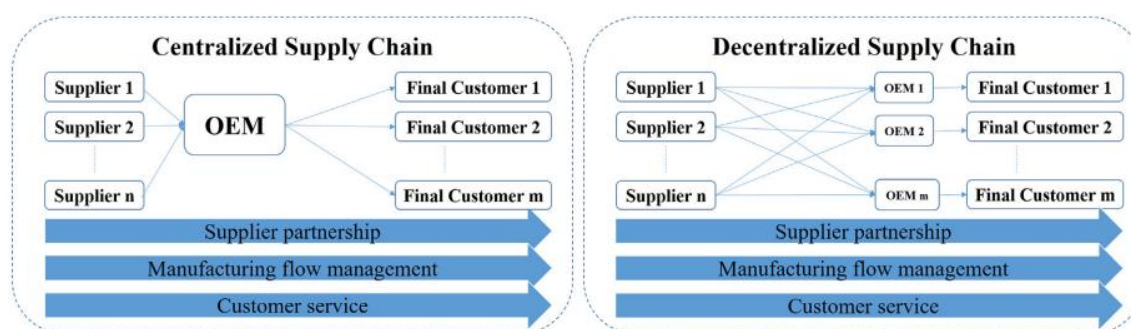 Centralized Supply Chain
Supplier 1
Supplier 2
Supplier n
OEM
Final Customer 1
Final Customer 2
Final Customer m
Supplier partnership
Manufacturing flow management
Customer service
Decentralized Supply Chain
Supplier 1
Supplier 2
Supplier n
OEM 1
OEM 2
OEM m
Final Customer 1
Final Customer 2
Final Customer m
Supplier partnership
Manufacturing flow management
Customer service